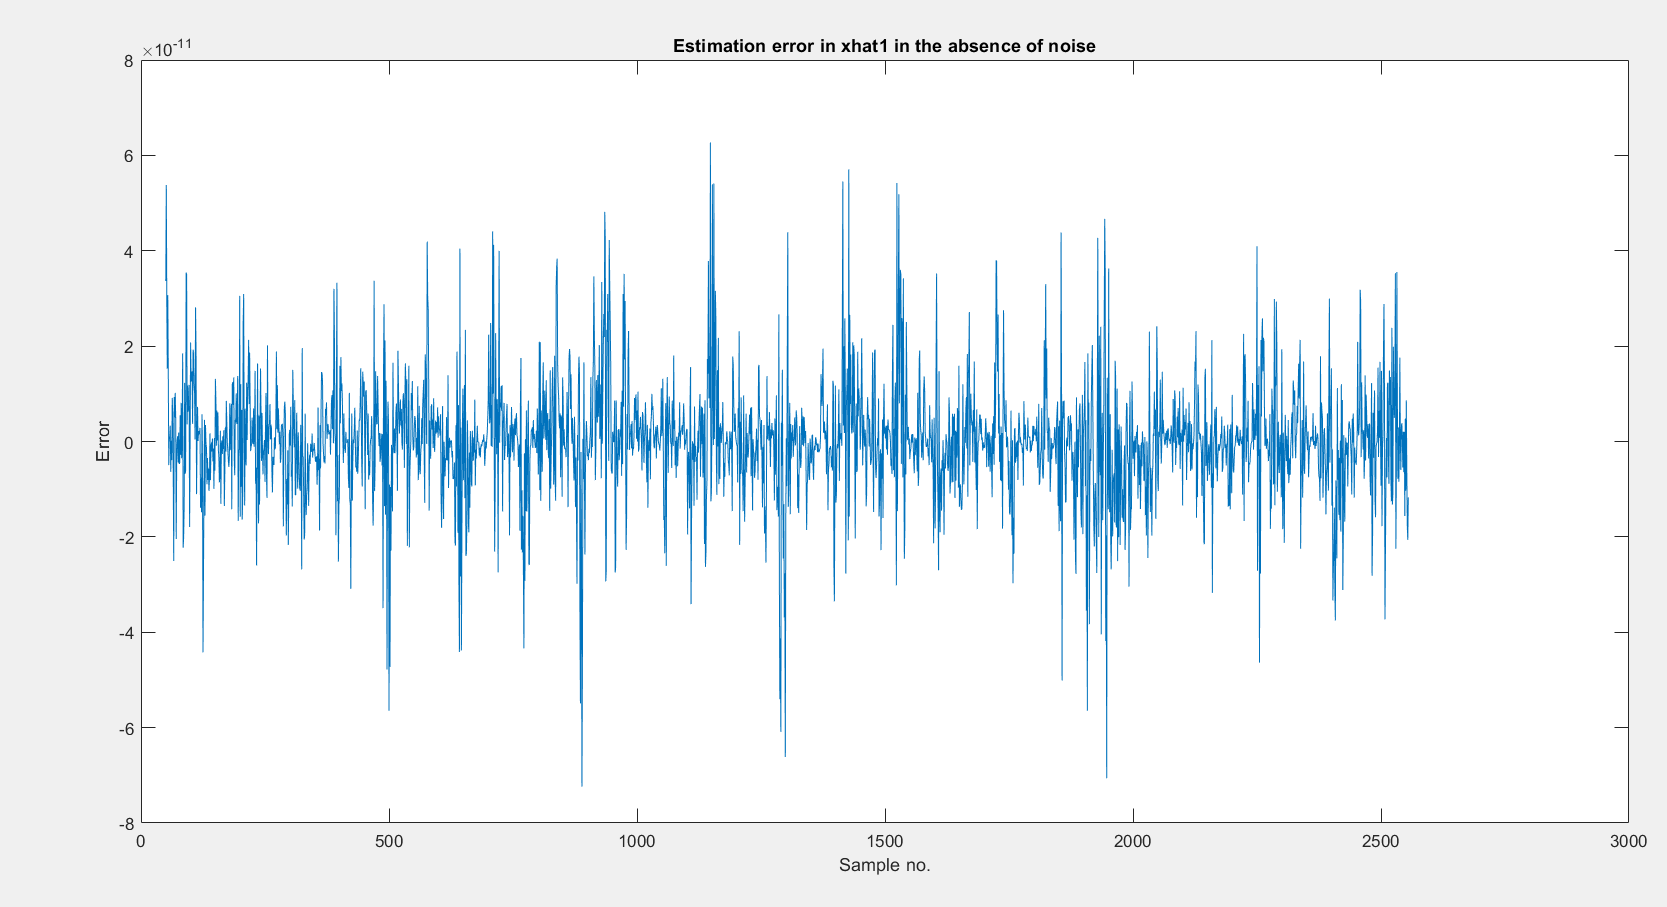 Estimation error in xhat1 in the absence of noise
×10-11
8
6
4
2
0
-2
-4
-6
-8
Error
0 500 1000 1500 2000 2500 3000
Sample no.